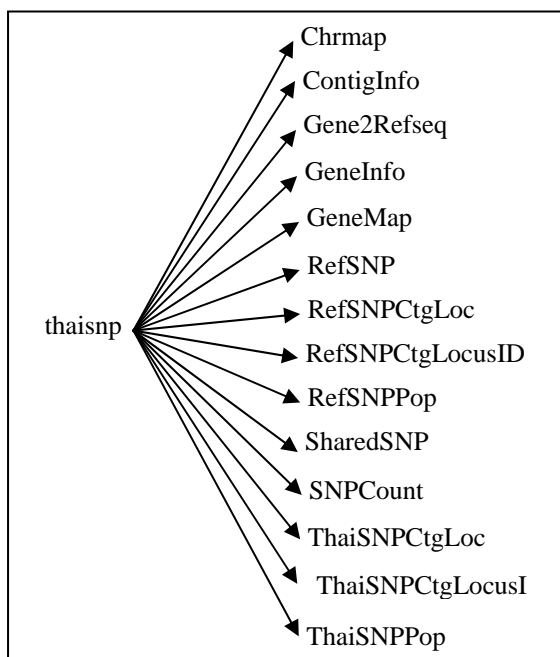 Chrmap
ContigInfo
Gene2Refseq
GeneInfo
GeneMap
RefSNP
RefSNPCtgLoc
thaisnp
RefSNPCtgLocusID
RefSNPPop
SharedSNP
SNPCount
ThaiSNPCtgLoc
ThaiSNPCtgLocusI
ThaiSNPPop